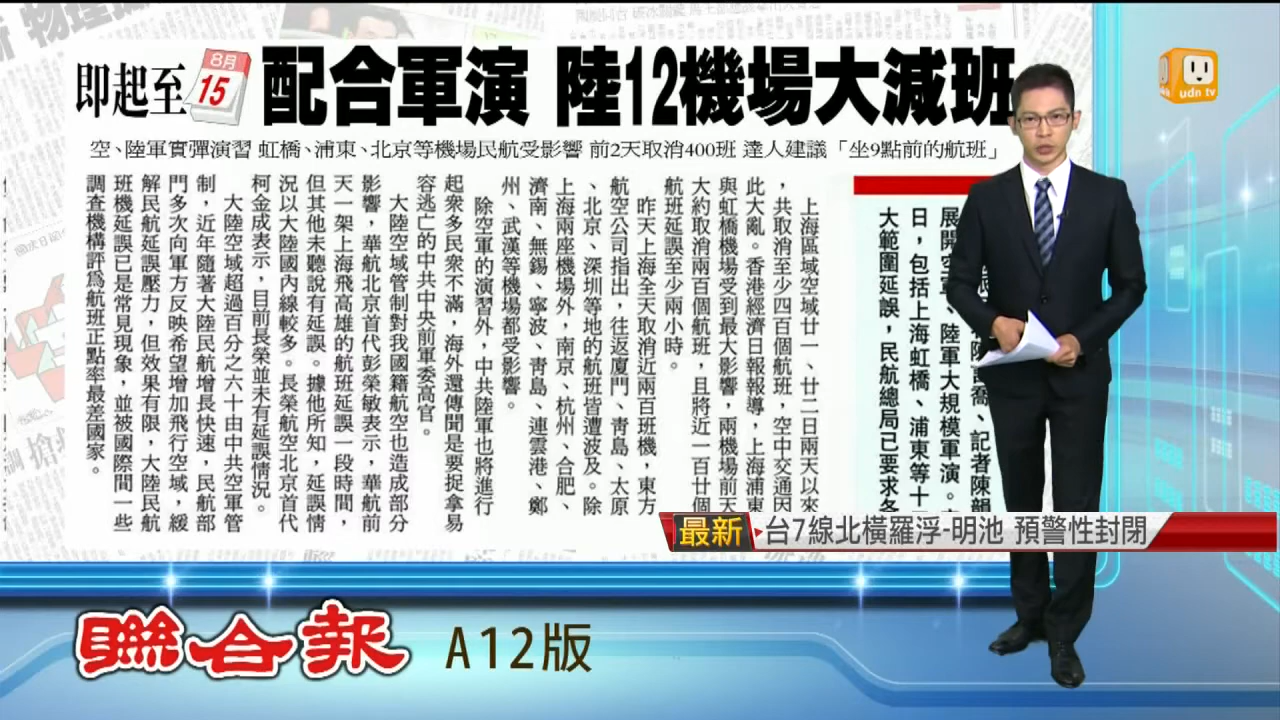 即起至 8月 15 配合軍演 陸12機場大減班
空、陸軍實彈演習 虹橋、浦東、北京等機場民航受影響 前2天取消400班 達人建議「坐9點前的航班」
udn tv
展開空
、陸軍大規模軍演。
日，包括上海虹橋、浦東等十
大範圍延誤，民航總局已要求各
上海區域空域廿一、廿二日兩天以來
，共取消至少四百個航班，空中交通因
此大亂。香港經濟日報報導，上海浦東
與虹橋機場受到最大影響，兩機場前天
大約取消兩百個航班，且將近一百廿個
航班延誤至少兩小時。
昨天上海全天取消近兩百班機，東方
航空公司指出，往返廈門、青島、太原
、北京、深圳等地的航班皆遭波及。除
上海兩座機場外，南京、杭州、合肥、
濟南、無錫、寧波、青島、連雲港、鄭
州、武漢等機場都受影響。
除空軍的演習外，中共陸軍也將進行
起眾多民眾不滿，海外還傳聞是要捉拿易
容逃亡的中共中央前軍委高官。
大陸空域管制對我國籍航空也造成部分
影響，華航北京首代彭榮敏表示，華航前
天一架上海飛高雄的航班延誤一段時間，
但其他未聽說有延誤。據他所知，延誤情
況以大陸國內線較多。長榮航空北京首代
柯金成表示，目前長榮並未有延誤情況。
大陸空域超過百分之六十由中共空軍管
制，近年隨著大陸民航增長快速，民航部
門多次向軍方反映希望增加飛行空域，緩
解民航延誤壓力，但效果有限，大陸民航
班機延誤已是常見現象，並被國際間一些
調查機構評為航班正點率最差國家。
最新 台7線北橫羅浮-明池 預警性封閉
聯合報 A12版